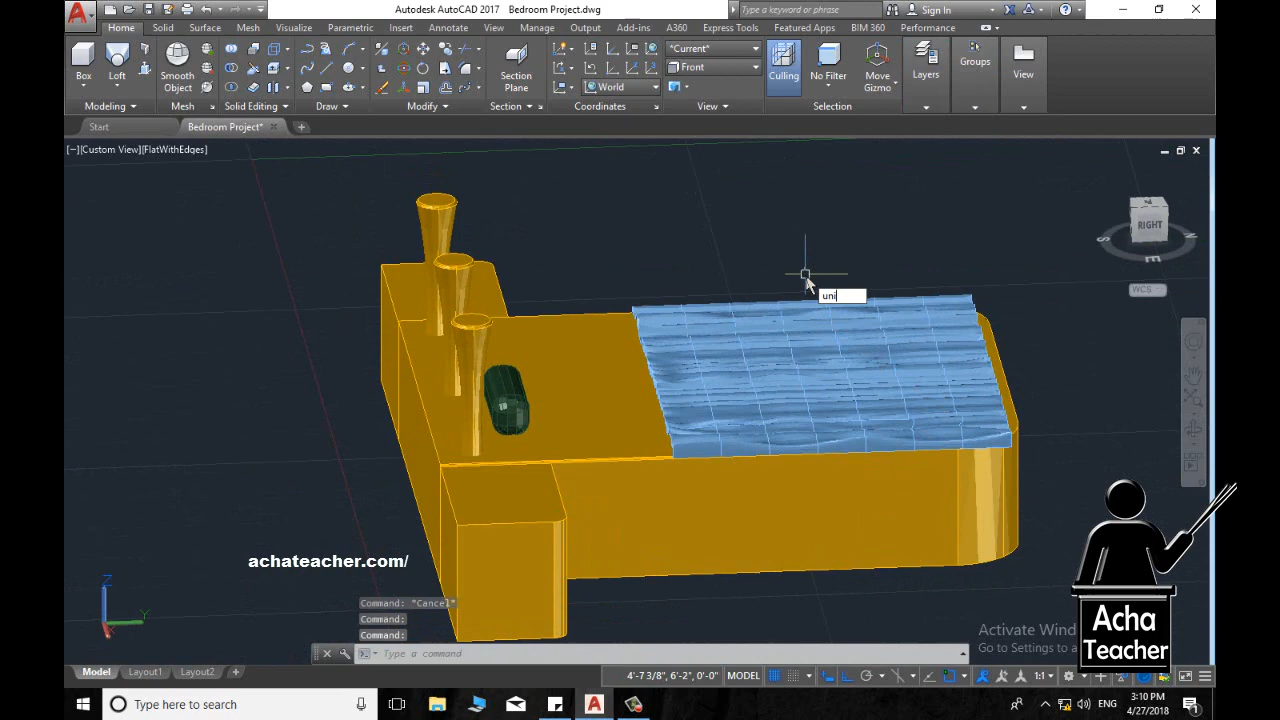 Autodesk AutoCAD 2017 Bedroom Project.dwg
Type a keyword or phrase
Sign In
Home Solid Surface Mesh Visualize Parametric Insert Annotate View Manage Output Add-ins A360 Express Tools Featured Apps BIM 360 Performance
Box
Loft
Smooth
Object
Section
Plane
*Current*
Front
World
Culling
No Filter
Move
Gizmo
Layers
Groups
View
Modeling
Mesh
Solid Editing
Draw
Modify
Section
Coordinates
View
Selection
Start
Bedroom Project*
[−][Custom View][FlatWithEdges]
N
RIGHT
S
N
E
WCS
uni
achateacher.com/
Z
Y
X
Command: "Cancel"
Command:
Command:
Type a command
Activate Wind
Go to Settings to a
Acha
Teacher
Model
Layout1
Layout2
4'-7 3/8", 6'-2", 0'-0"
MODEL
1:1
Type here to search
ENG
3:10 PM
4/27/2018